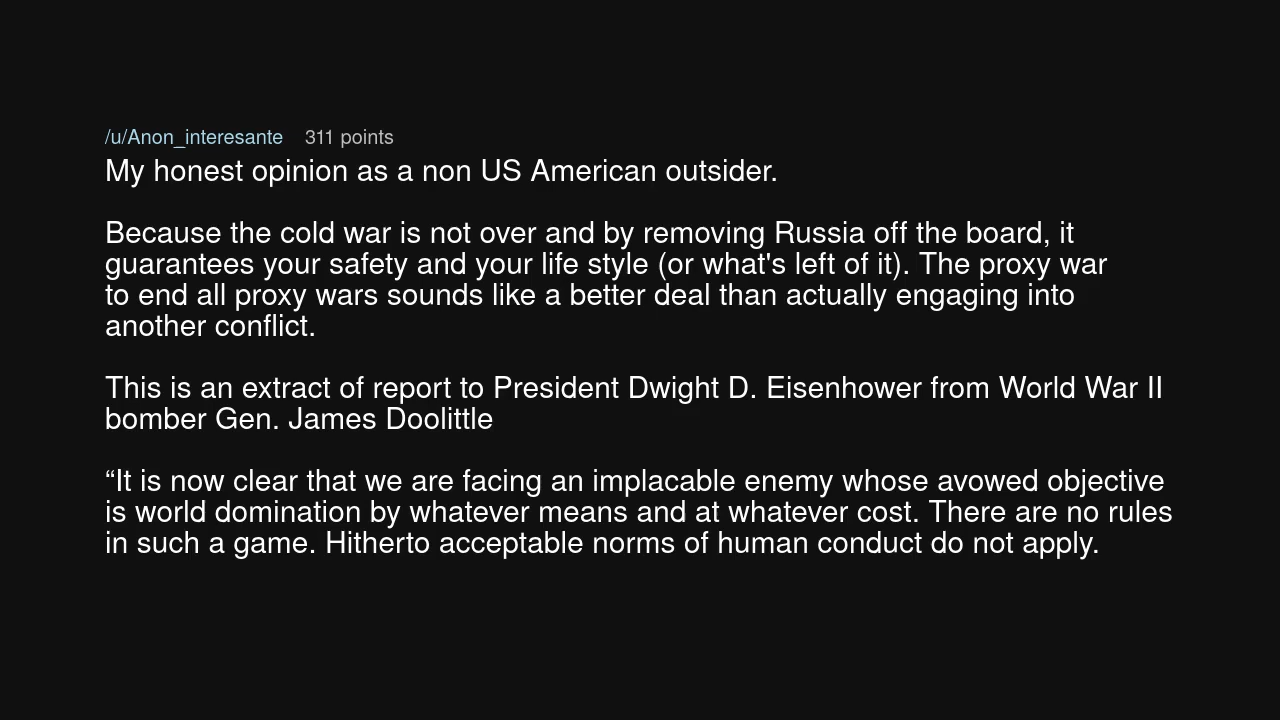 /u/Anon_interesante 311 points
My honest opinion as a non US American outsider.
Because the cold war is not over and by removing Russia off the board, it
guarantees your safety and your life style (or what's left of it). The proxy war
to end all proxy wars sounds like a better deal than actually engaging into
another conflict.
This is an extract of report to President Dwight D. Eisenhower from World War II
bomber Gen. James Doolittle
“It is now clear that we are facing an implacable enemy whose avowed objective
is world domination by whatever means and at whatever cost. There are no rules
in such a game. Hitherto acceptable norms of human conduct do not apply.